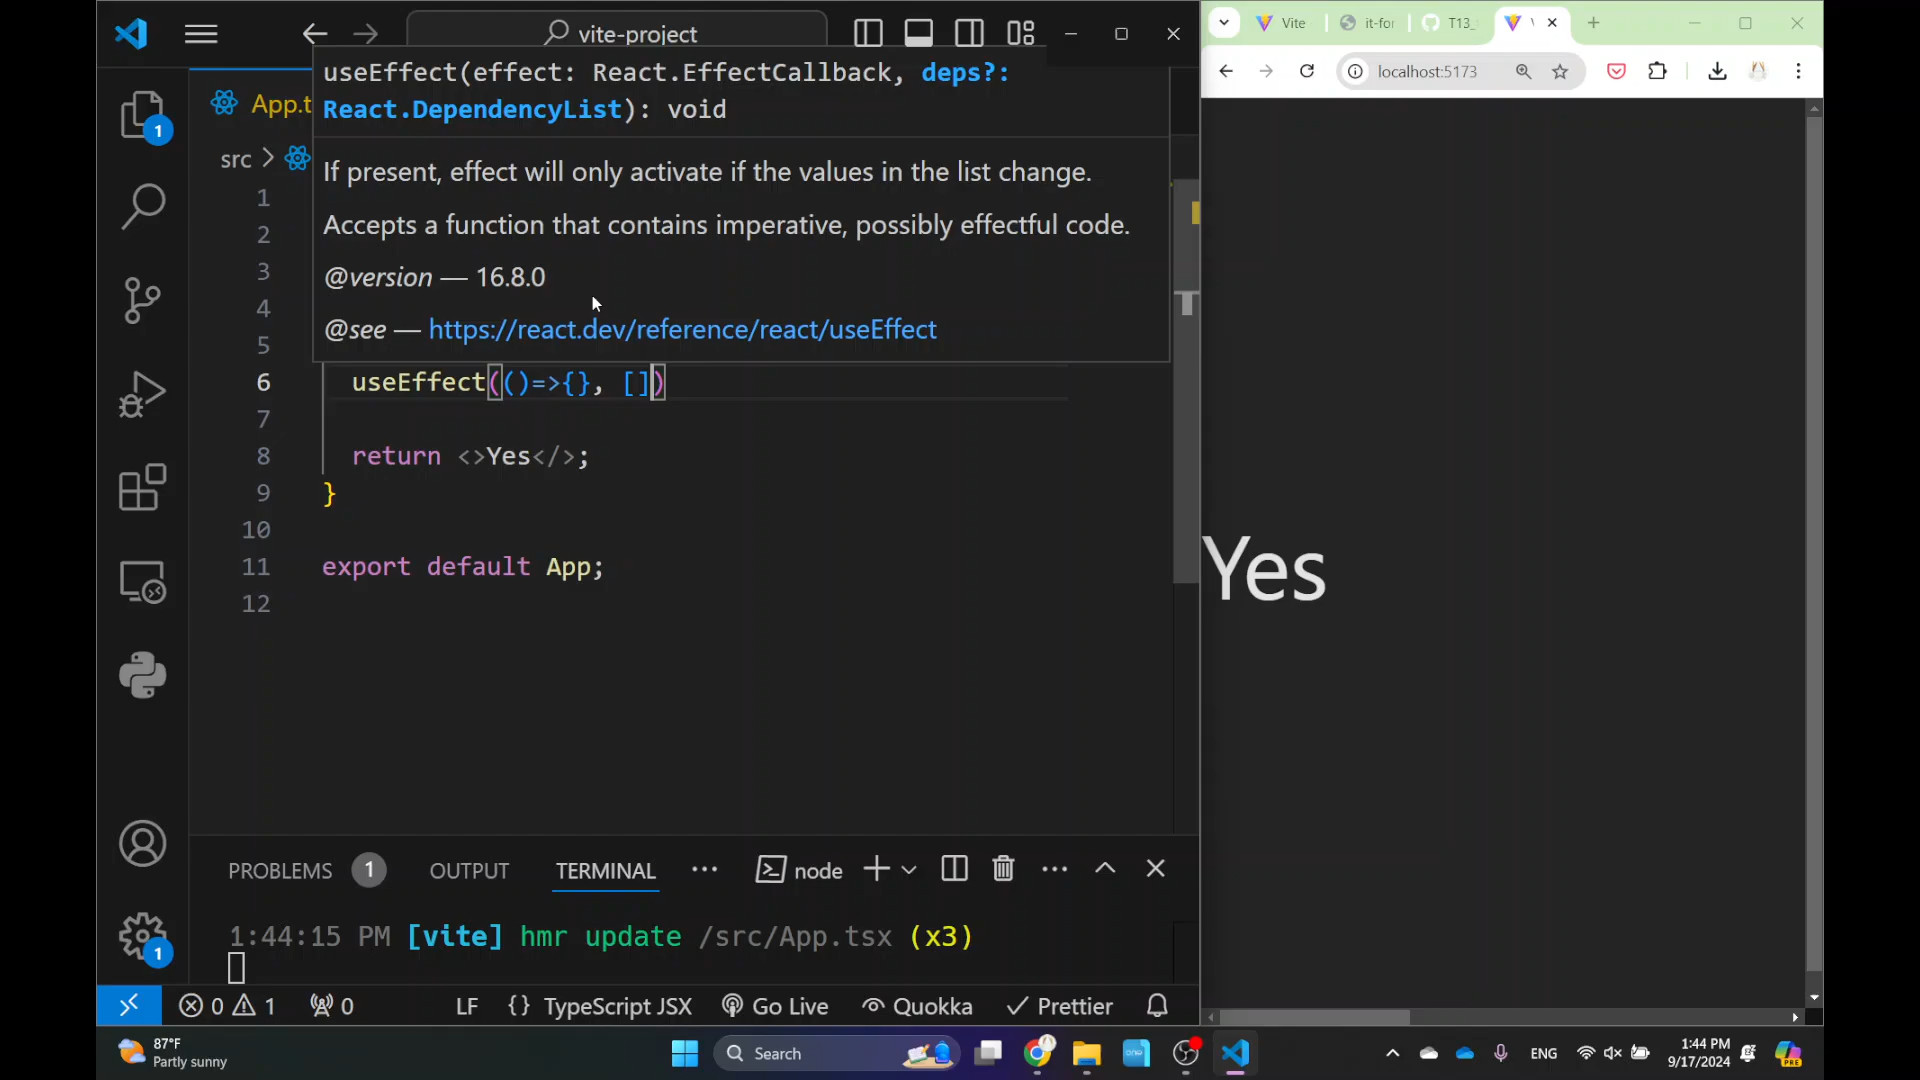 vite-project
useEffect(effect: React.EffectCallback, deps?:
React.DependencyList): void
App.t
If present, effect will only activate if the values in the list change.
src >
Accepts a function that contains imperative, possibly effectful code.
@version — 16.8.0
@see — https://react.dev/reference/react/useEffect
1
1
2
3
4
5
6 useEffect(()=>{}, [])
7
8 return <>Yes</>;
9 }
10
11 export default App;
12
PROBLEMS 1 OUTPUT TERMINAL ··· node
1:44:15 PM [vite] hmr update /src/App.tsx (x3)
1
0 1 0 LF {} TypeScript JSX Go Live Quokka Prettier
Vite it-for T13_
localhost:5173
Yes
87°F
Partly sunny
Search
one
ENG
1:44 PM
9/17/2024
PRE